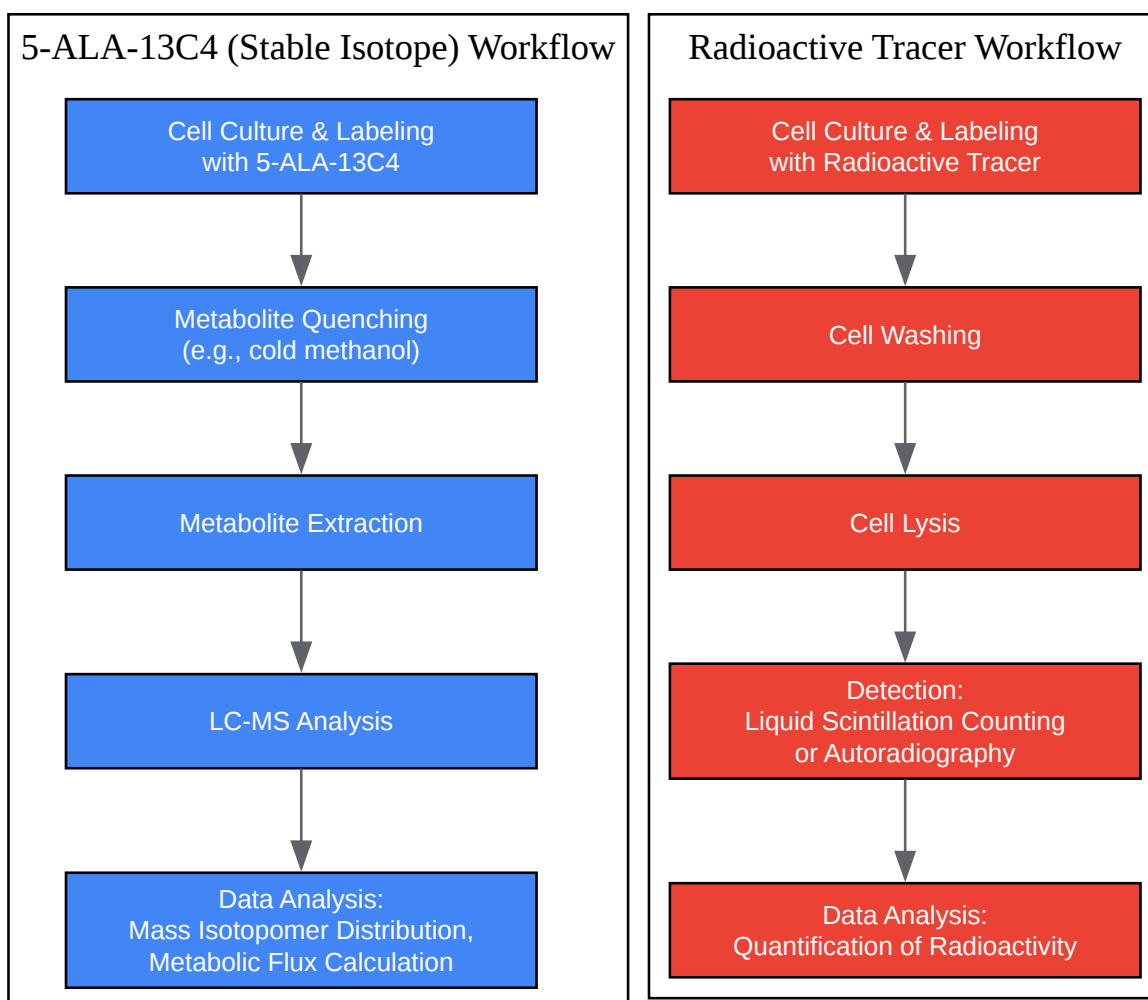 5-ALA-13C4 (Stable Isotope) Workflow
Cell Culture & Labeling
with 5-ALA-13C4
Metabolite Quenching
(e.g., cold methanol)
Metabolite Extraction
LC-MS Analysis
Data Analysis:
Mass Isotopomer Distribution,
Metabolic Flux Calculation
Radioactive Tracer Workflow
Cell Culture & Labeling
with Radioactive Tracer
Cell Washing
Cell Lysis
Detection:
Liquid Scintillation Counting
or Autoradiography
Data Analysis:
Quantification of Radioactivity